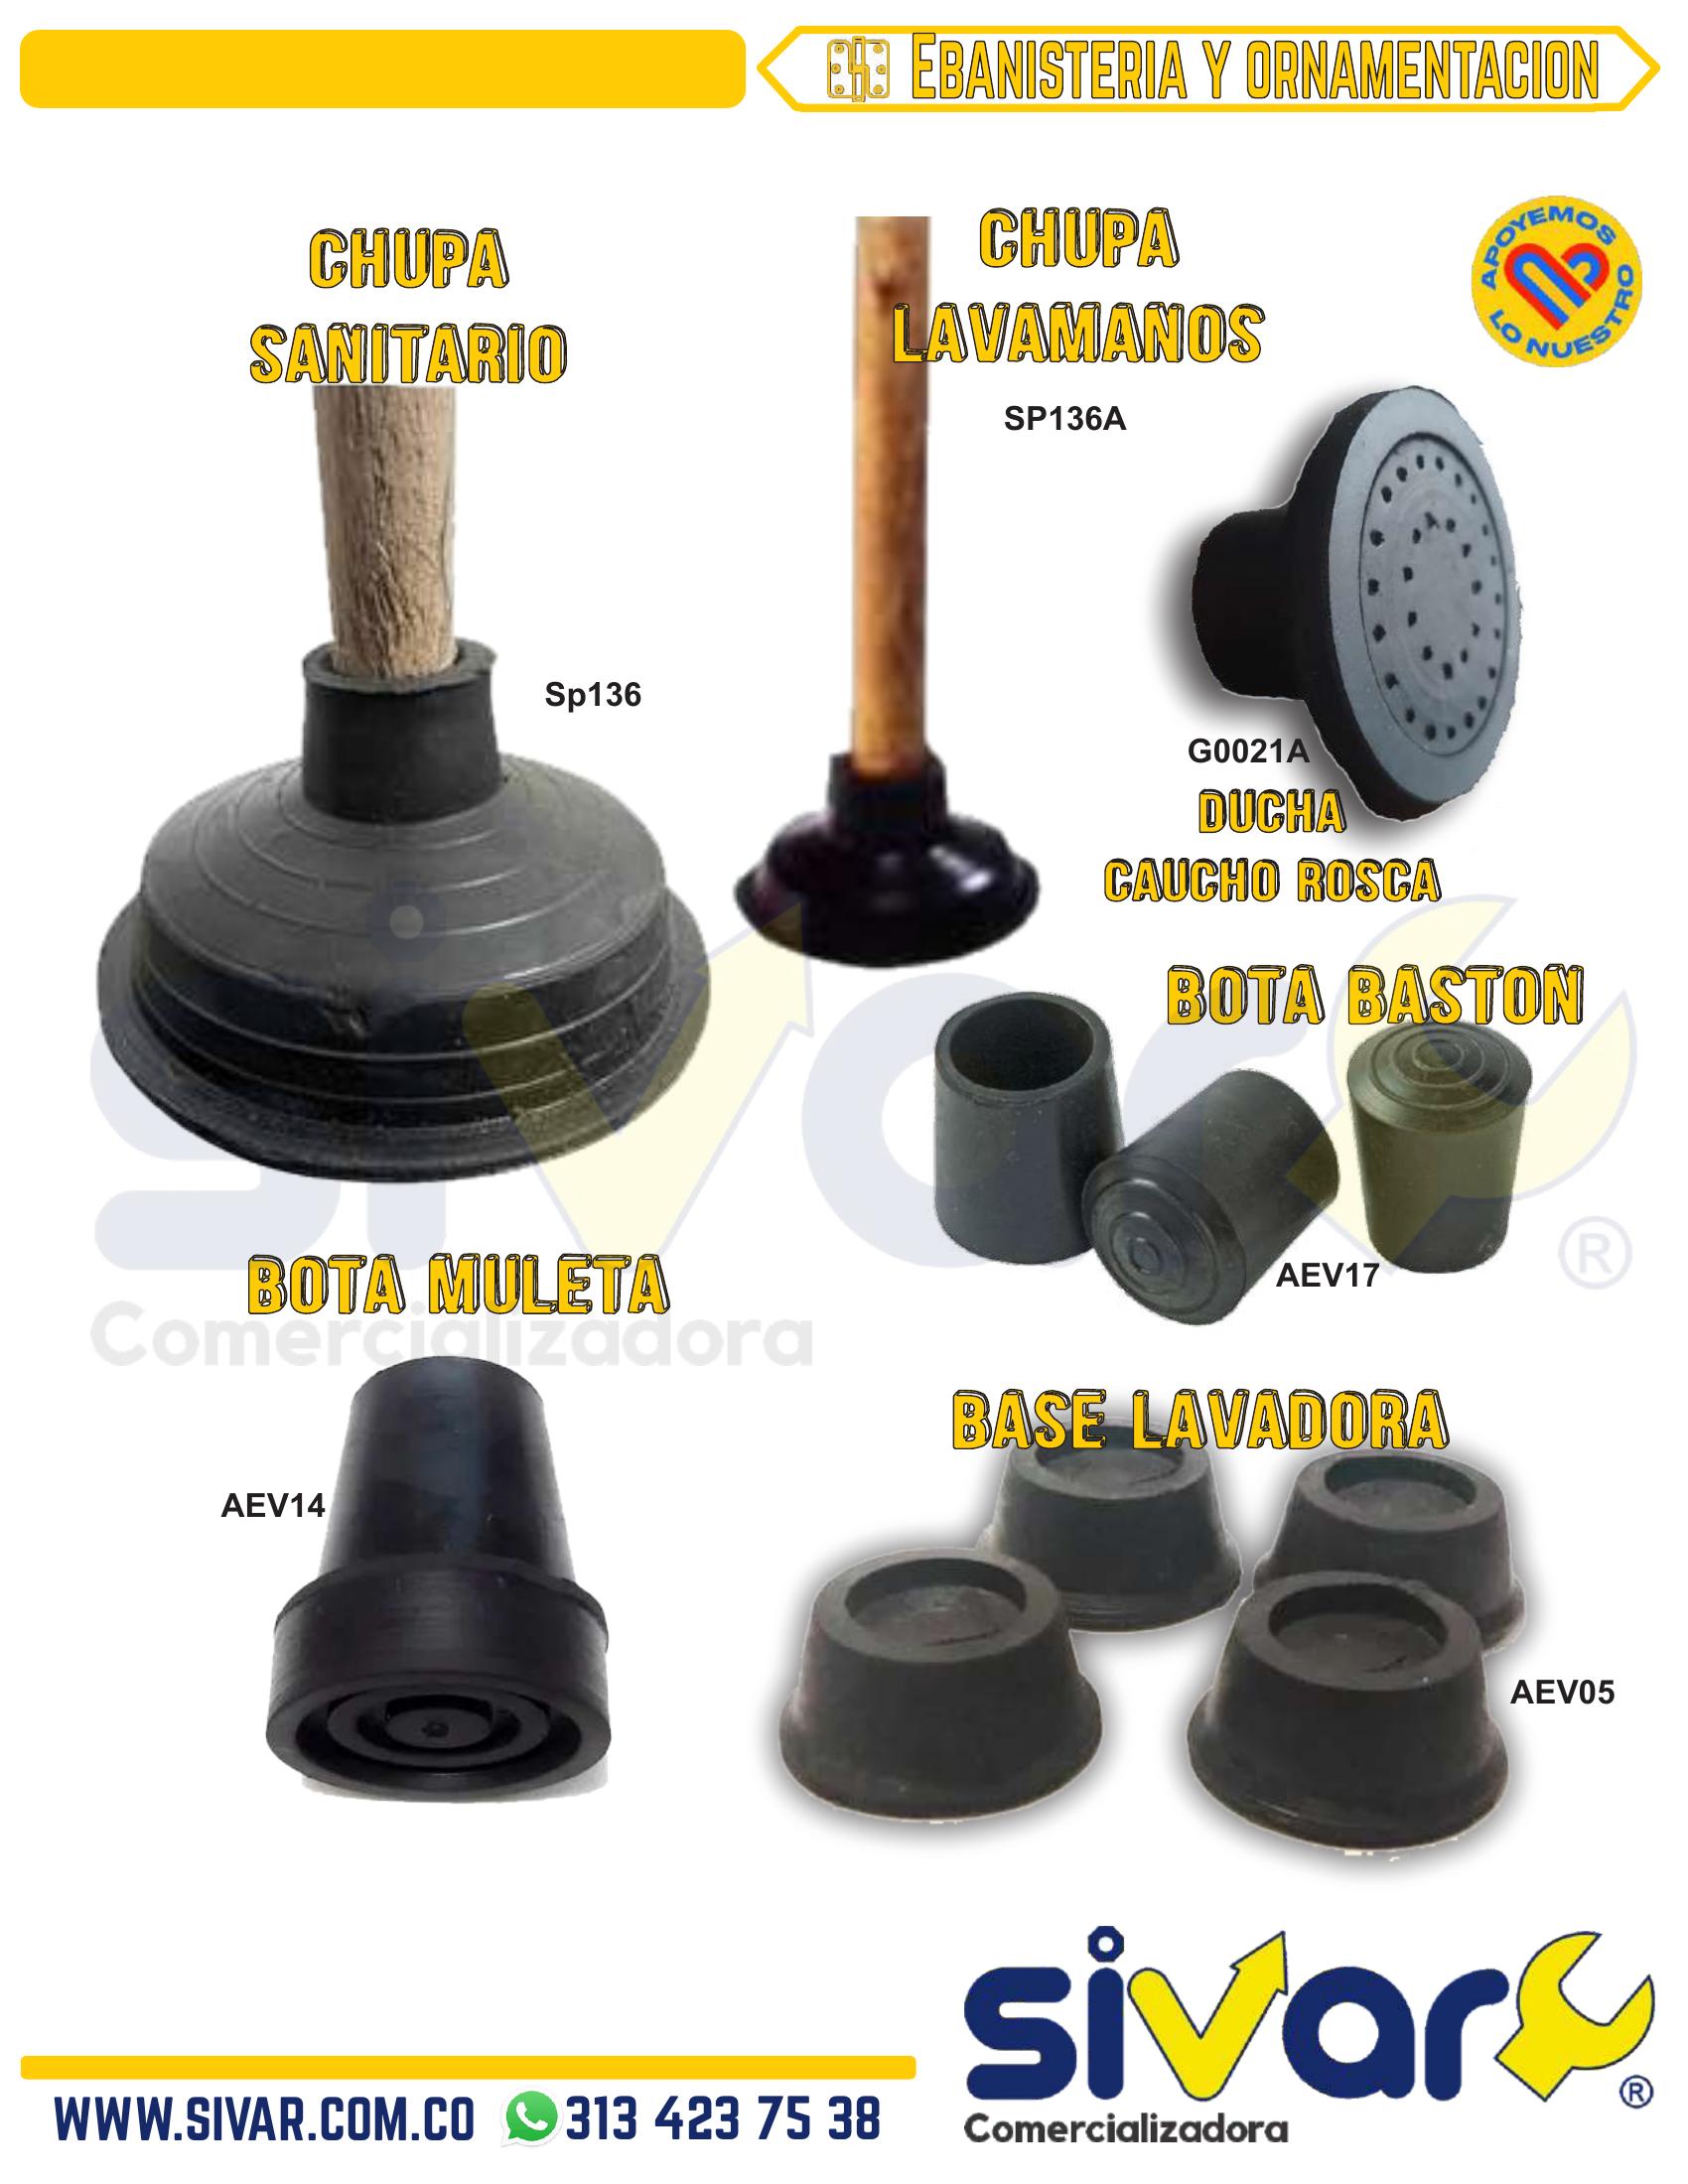 EBANISTERIA Y ORNAMENTACION
CHUPA
SANITARIO
CHUPA
LAVAMANOS
APOYEMOS
LO NUESTRO
SP136A
Sp136
G0021A
DUCHA
CAUCHO ROSCA
BOTA BASTON
AEV17
BOTA MULETA
sivar
®
Comercializadora
AEV14
BASE LAVADORA
AEV05
sivar
®
Comercializadora
WWW.SIVAR.COM.CO 313 423 75 38